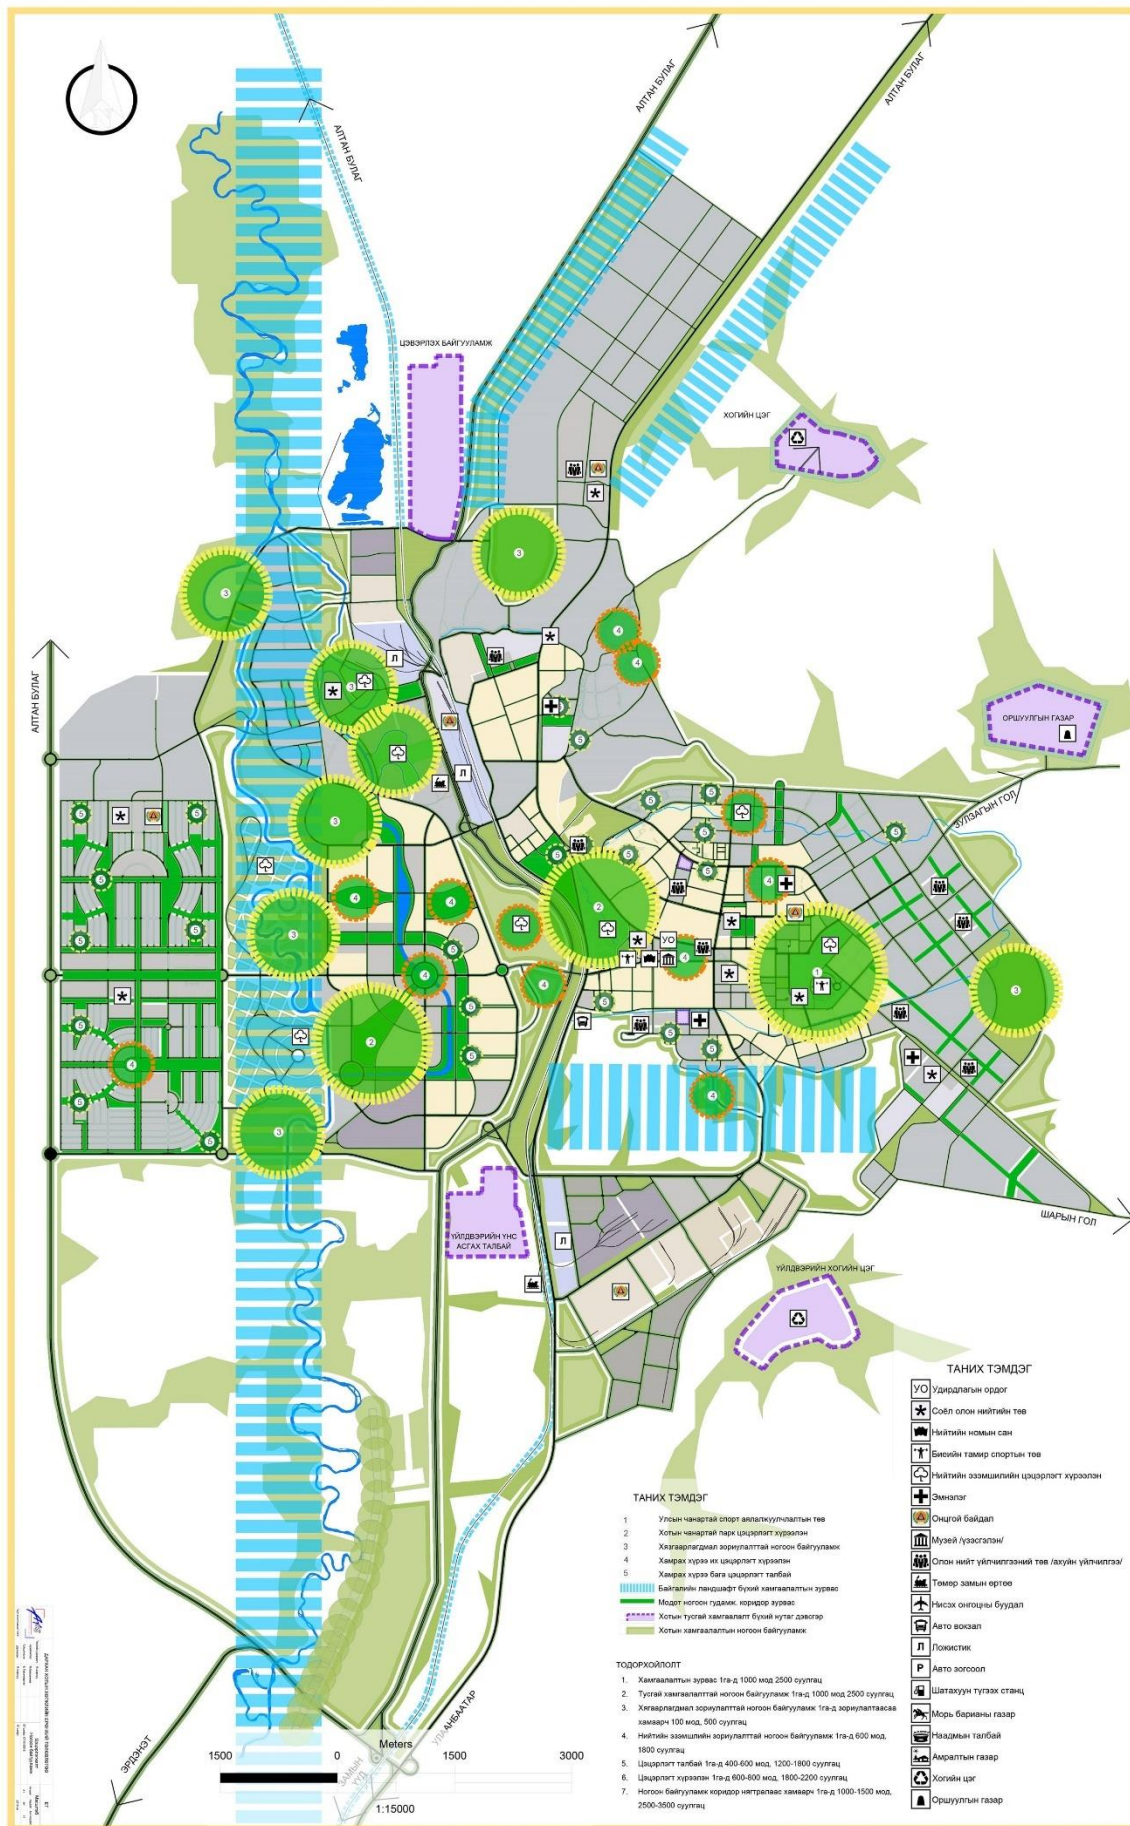 АЛТАН БУЛАГ
АЛТАН БУЛАГ
АЛТАН БУЛАГ
ЦЭВЭРЛЭХ БАЙГУУЛАМЖ
ХОГИЙН ЦЭГ
АЛТАН БУЛАГ
ОРШУУЛГЫН ГАЗАР
ЗУЛЗАГЫН ГОЛ
ШАРЫН ГОЛ
ҮЙЛДВЭРИЙН ҮНС
АСГАХ ТАЛБАЙ
ҮЙЛДВЭРИЙН ХОГИЙН ЦЭГ
ЭРДЭНЭТ
ЗАМЫН
ҮҮД
УЛААНБААТАР
Meters
1500 0 1500 3000
1:15000
ТАНИХ ТЭМДЭГ
1 Улсын чанартай спорт аялалжуулчлалтын төв
2 Хотын чанартай парк цэцэрлэгт хүрээлэн
3 Хязгаарлагдмал зориулалттай ногоон байгууламж
4 Хамрах хүрээ их цэцэрлэгт хүрээлэн
5 Хамрах хүрээ бага цэцэрлэгт талбай
Байгалийн ландшафт бүхий хамгаалалтын зурвас
Модот ногоон гудамж, коридор зурвас
Хотын тусгай хамгаалалт бүхий нутаг дэвсгэр
Хотын хамгаалалтын ногоон байгууламж
ТОДОРХОЙЛОЛТ
1. Хамгаалалтын зурвас 1га-д 1000 мод 2500 суулгац
2. Тусгай хамгаалалттай ногоон байгууламж 1га-д 1000 мод 2500 суулгац
3. Хязгаарлагдмал зориулалттай ногоон байгууламж 1га-д зориулалтаасаа
хамаарч 100 мод, 500 суулгац
4. Нийтийн эзэмшлийн зориулалттай ногоон байгууламж 1га-д 600 мод,
1800 суулгац
5. Цэцэрлэгт талбай 1га-д 400-600 мод, 1200-1800 суулгац
6. Цэцэрлэгт хүрээлэн 1га-д 600-800 мод, 1800-2200 суулгац
7. Ногоон байгууламж коридор нягтралаас хамаарч 1га-д 1000-1500 мод,
2500-3500 суулгац
ТАНИХ ТЭМДЭГ
УО Удирдлагын ордог
Соёл олон нийтийн төв
Нийтийн номын сан
Биеийн тамир спортын төв
Нийтийн эзэмшилийн цэцэрлэгт хүрээлэн
Эмнэлэг
Онцгой байдал
Музей /үзэсгэлэн/
Олон нийт үйлчилгээний төв /ахуйн үйлчилгээ/
Төмөр замын өртөө
Нисэх онгоцны буудал
Авто вокзал
Л Ложистик
Р Авто зогсоол
Шатахуун түгээх станц
Морь барианы газар
Наадмын талбай
Амралтын газар
Хогийн цэг
Оршуулгын газар